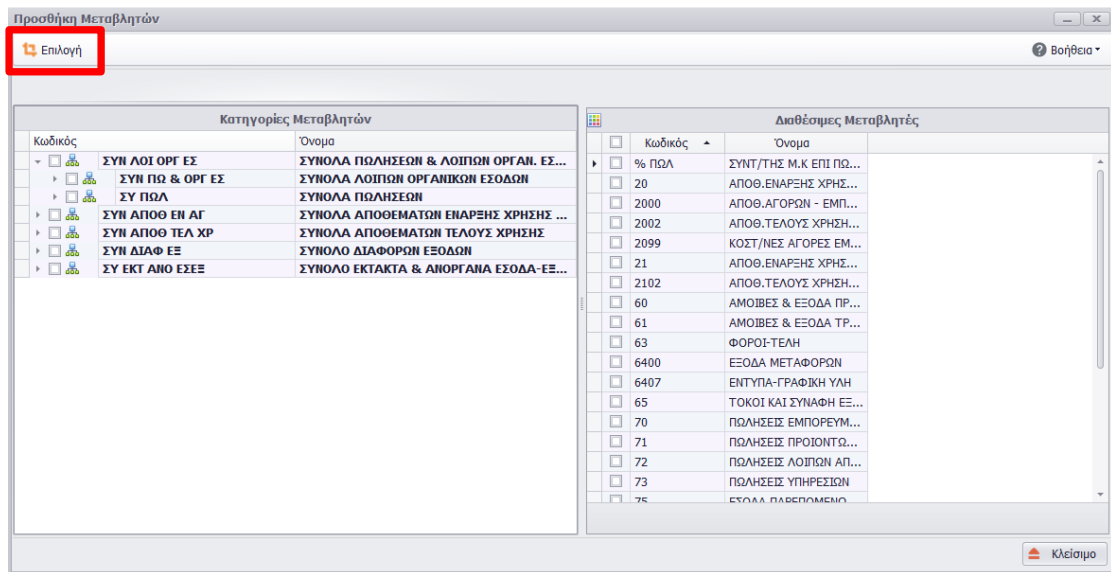 Προσθήκη Μεταβλητών
Επιλογή
Βοήθεια
Κατηγορίες Μεταβλητών
Κωδικός Όνομα
ΣΥΝ ΛΟΙ ΟΡΓ ΕΣ ΣΥΝΟΛΑ ΠΩΛΗΣΕΩΝ & ΛΟΙΠΩΝ ΟΡΓΑΝ. ΕΣ...
ΣΥΝ ΠΩ & ΟΡΓ ΕΣ ΣΥΝΟΛΑ ΛΟΙΠΩΝ ΟΡΓΑΝΙΚΩΝ ΕΣΟΔΩΝ
ΣΥ ΠΩΛ ΣΥΝΟΛΑ ΠΩΛΗΣΕΩΝ
ΣΥΝ ΑΠΟΘ ΕΝ ΑΓ ΣΥΝΟΛΑ ΑΠΟΘΕΜΑΤΩΝ ΕΝΑΡΞΗΣ ΧΡΗΣΗΣ ...
ΣΥΝ ΑΠΟΘ ΤΕΛ ΧΡ ΣΥΝΟΛΑ ΑΠΟΘΕΜΑΤΩΝ ΤΕΛΟΥΣ ΧΡΗΣΗΣ
ΣΥΝ ΔΙΑΦ ΕΞ ΣΥΝΟΛΟ ΔΙΑΦΟΡΩΝ ΕΞΟΔΩΝ
ΣΥ ΕΚΤ ΑΝΟ ΕΣΕΞ ΣΥΝΟΛΟ ΕΚΤΑΚΤΑ & ΑΝΟΡΓΑΝΑ ΕΣΟΔΑ-ΕΞ...
Διαθέσιμες Μεταβλητές
Κωδικός Όνομα
% ΠΩΛ ΣΥΝΤ/ΤΗΣ Μ.Κ ΕΠΙ ΠΩ...
20 ΑΠΟΘ.ΕΝΑΡΞΗΣ ΧΡΗΣ...
2000 ΑΠΟΘ.ΑΓΟΡΩΝ - ΕΜΠ...
2002 ΑΠΟΘ.ΤΕΛΟΥΣ ΧΡΗΣΗ...
2099 ΚΟΣΤ/ΝΕΣ ΑΓΟΡΕΣ ΕΜ...
21 ΑΠΟΘ.ΕΝΑΡΞΗΣ ΧΡΗΣ...
2102 ΑΠΟΘ.ΤΕΛΟΥΣ ΧΡΗΣΗ...
60 ΑΜΟΙΒΕΣ & ΕΞΟΔΑ ΠΡ...
61 ΑΜΟΙΒΕΣ & ΕΞΟΔΑ ΤΡ...
63 ΦΟΡΟΙ-ΤΕΛΗ
6400 ΕΞΟΔΑ ΜΕΤΑΦΟΡΩΝ
6407 ΕΝΤΥΠΑ-ΓΡΑΦΙΚΗ ΥΛΗ
65 ΤΟΚΟΙ ΚΑΙ ΣΥΝΑΦΗ ΕΞ...
70 ΠΩΛΗΣΕΙΣ ΕΜΠΟΡΕΥΜ...
71 ΠΩΛΗΣΕΙΣ ΠΡΟΙΟΝΤΩ...
72 ΠΩΛΗΣΕΙΣ ΛΟΙΠΩΝ ΑΠ...
73 ΠΩΛΗΣΕΙΣ ΥΠΗΡΕΣΙΩΝ
75 ΕΣΟΔΑ ΠΑΡΕΠΟΜΕΝΩ...
Κλείσιμο